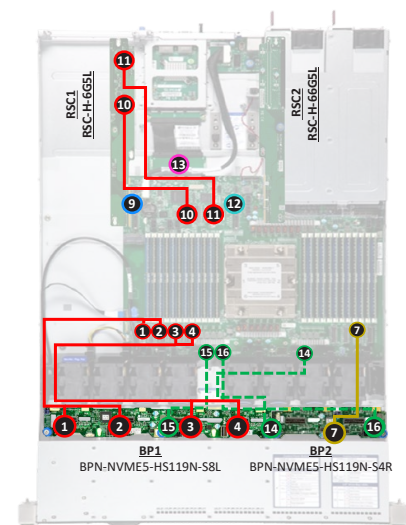 RSC1
RSC-H-6G5L
RSC2
RSC-H-66G5L
11
10
13
9
10
11
12
1
2
3
4
15
16
14
7
1
2
15
3
4
14
7
16
BP1
BPN-NVME5-HS119N-S8L
BP2
BPN-NVME5-HS119N-S4R